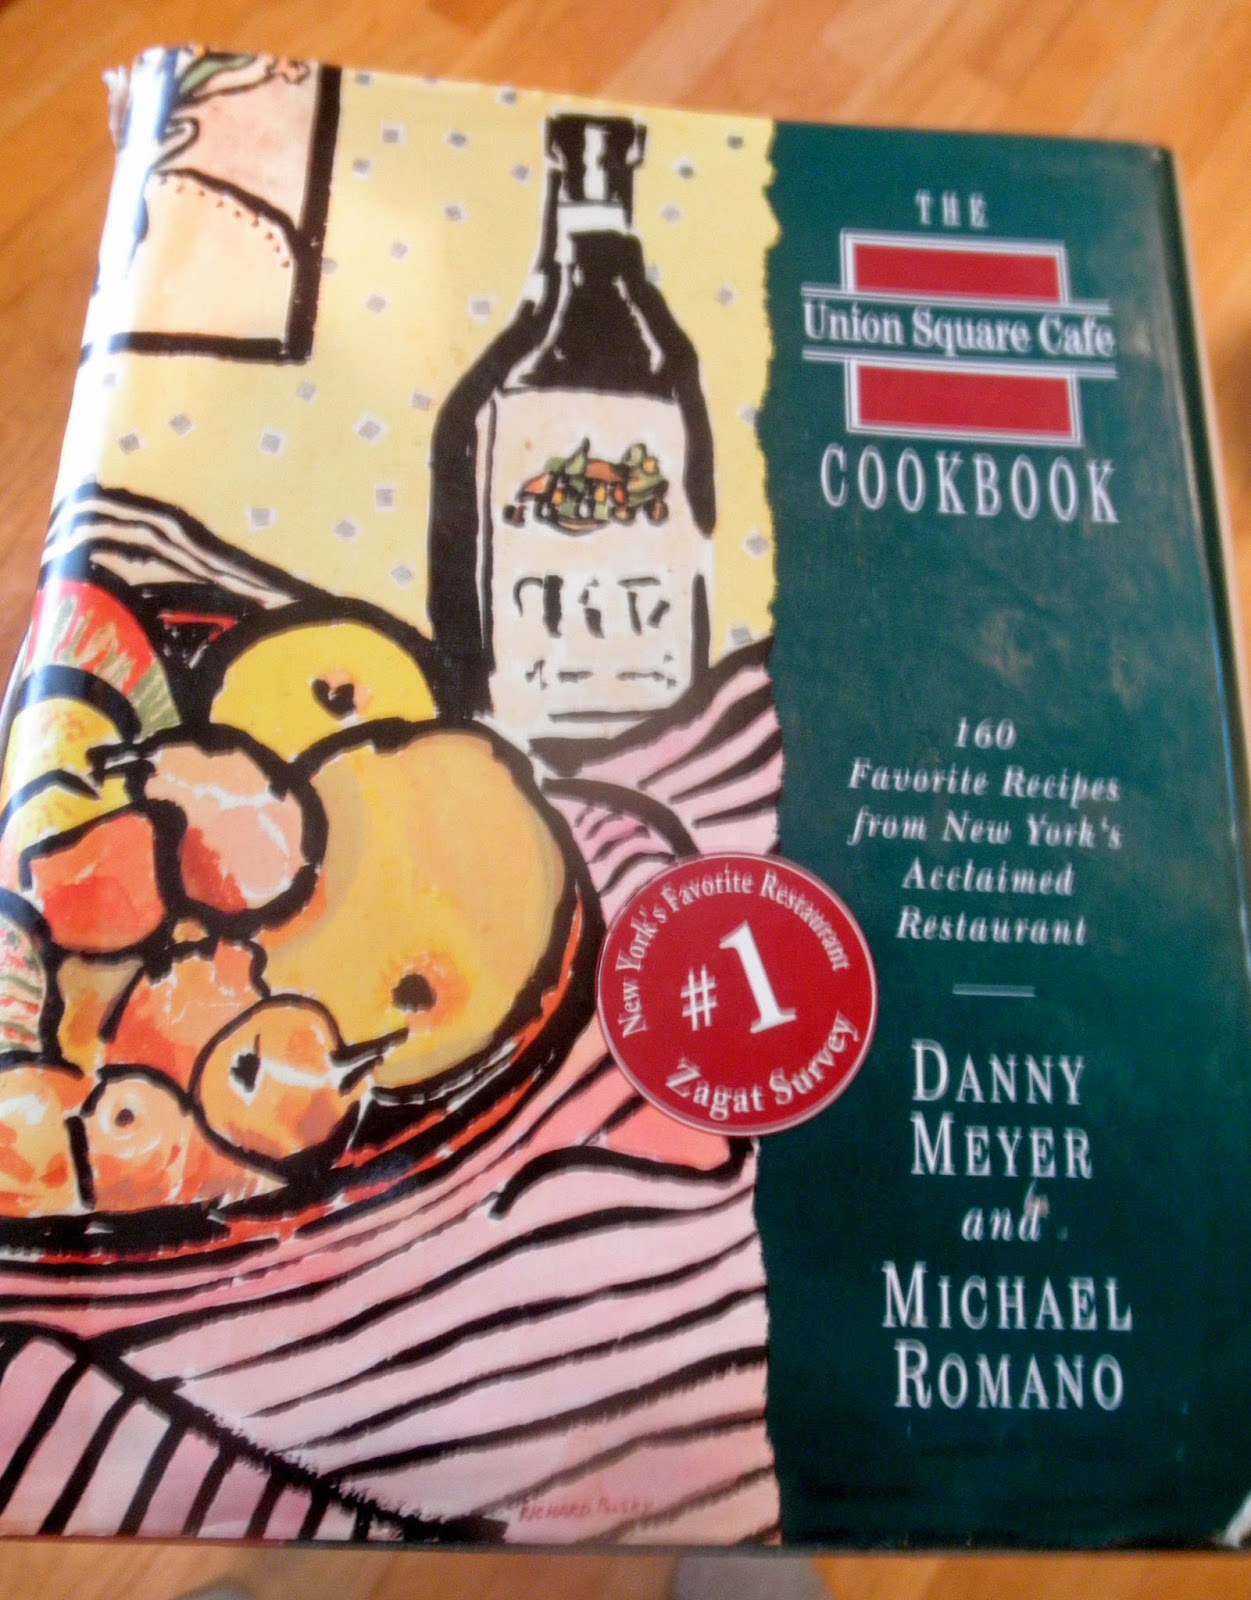 THE
Union Square Cafe
COOKBOOK
160
Favorite Recipes
from New York's
Acclaimed
Restaurant
New York's Favorite Restaurant
#1
Zagat Survey
DANNY
MEYER
and
MICHAEL
ROMANO
RICHARD